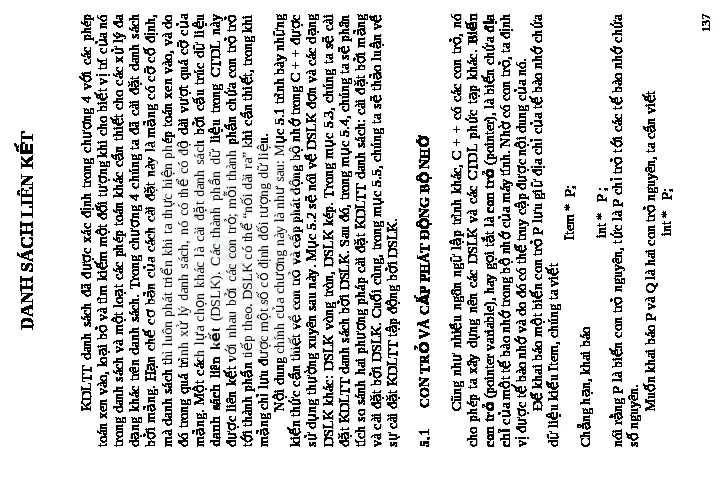 DANH SÁCH LIÊN KẾT
KDLTT danh sách đã được xác định trong chương 4 với các phép
toán xen vào, loại bỏ và tìm kiếm một đối tượng khi cho biết vị trí của nó
trong danh sách và một loạt các phép toán khác cần thiết cho các xử lý đa
dạng khác trên danh sách. Trong chương 4 chúng ta đã cài đặt danh sách
bởi mảng. Hạn chế cơ bản của cách cài đặt này là mảng có cỡ cố định,
mà danh sách thì luôn phát triển khi ta thực hiện phép toán xen vào, và do
đó trong quá trình xử lý danh sách, nó có thể có độ dài vượt quá cỡ của
mảng. Một cách lựa chọn khác là cài đặt danh sách bởi cấu trúc dữ liệu
danh sách liên kết (DSLK). Các thành phần dữ liệu trong CTDL này
được liên kết với nhau bởi các con trỏ; mỗi thành phần chứa con trỏ trỏ
tới thành phần tiếp theo. DSLK có thể "nối dài ra" khi cần thiết, trong khi
mảng chỉ lưu được một số cố định đối tượng dữ liệu.
Nội dung chính của chương này là như sau: Mục 5.1 trình bày những
kiến thức cần thiết về con trỏ và cấp phát động bộ nhớ trong C + + được
sử dụng thường xuyên sau này. Mục 5.2 sẽ nói về DSLK đơn và các dạng
DSLK khác: DSLK vòng tròn, DSLK kép. Trong mục 5.3, chúng ta sẽ cài
đặt KDLTT danh sách bởi DSLK. Sau đó, trong mục 5.4, chúng ta sẽ phân
tích so sánh hai phương pháp cài đặt KDLTT danh sách: cài đặt bởi mảng
và cài đặt bởi DSLK. Cuối cùng, trong mục 5.5, chúng ta sẽ thảo luận về
sự cài đặt KDLTT tập động bởi DSLK.
5.1 CON TRỎ VÀ CẤP PHÁT ĐỘNG BỘ NHỚ
Cũng như nhiều ngôn ngữ lập trình khác, C + + có các con trỏ, nó
cho phép ta xây dựng nên các DSLK và các CTDL phức tạp khác. Biến
con trỏ (pointer variable), hay gọi tắt là con trỏ (pointer), là biến chứa địa
chỉ của một tế bào nhớ trong bộ nhớ của máy tính. Nhờ có con trỏ, ta định
vị được tế bào nhớ và do đó có thể truy cập được nội dung của nó.
Để khai báo một biến con trỏ P lưu giữ địa chỉ của tế bào nhớ chứa
dữ liệu kiểu Item, chúng ta viết
Item * P;
Chẳng hạn, khai báo
int * P ;
nói rằng P là biến con trỏ nguyên, tức là P chỉ trỏ tới các tế bào nhớ chứa
số nguyên.
Muốn khai báo P và Q là hai con trỏ nguyên, ta cần viết
int * P;
137